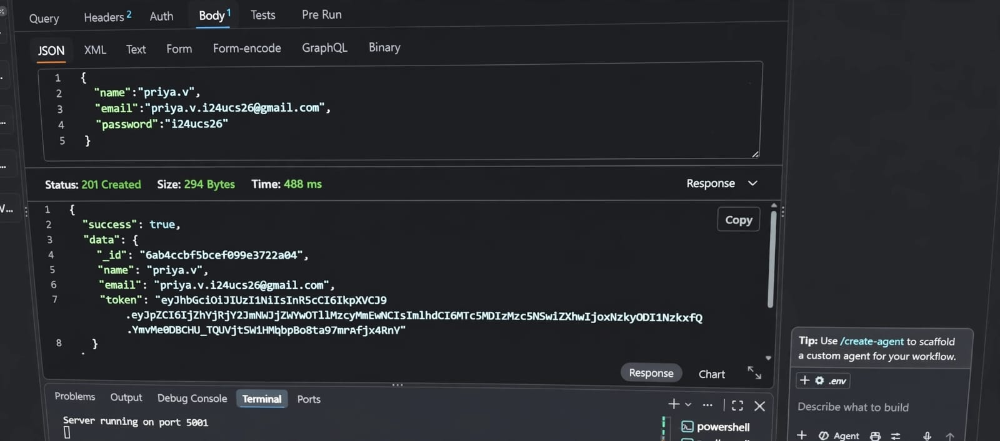 Query Headers 2 Auth Body 1 Tests Pre Run
JSON XML Text Form Form-encode GraphQL Binary
1 {
2 "name":"priya.v",
3 "email":"priya.v.i24ucs26@gmail.com",
4 "password":"i24ucs26"
5 }
Status: 201 Created Size: 294 Bytes Time: 488 ms Response
1 {
Copy
2 "success": true,
3 "data": {
4 "_id": "6ab4ccbf5bcef099e3722a04",
5 "name": "priya.v",
6 "email": "priya.v.i24ucs26@gmail.com",
7 "token": "eyJhbGciOiJIUzI1NiIsInR5cCI6IkpXVCJ9
.eyJpZCI6IjZhYjRjY2JmNWJjZWYwOTllMzcyMmEwNCIsImlhdCI6MTc5MDIzMzc5NSwiZXhwIjoxNzkyODI1NzkxfQ
.YmvMe0DBCHU_TQUVjtSW1HMqbpBo8ta97mrAfjx4RnY"
8 }
Response Chart
Problems Output Debug Console Terminal Ports
Server running on port 5001
powershell
Tip: Use /create-agent to scaffold
a custom agent for your workflow.
.env
Describe what to build
Agent